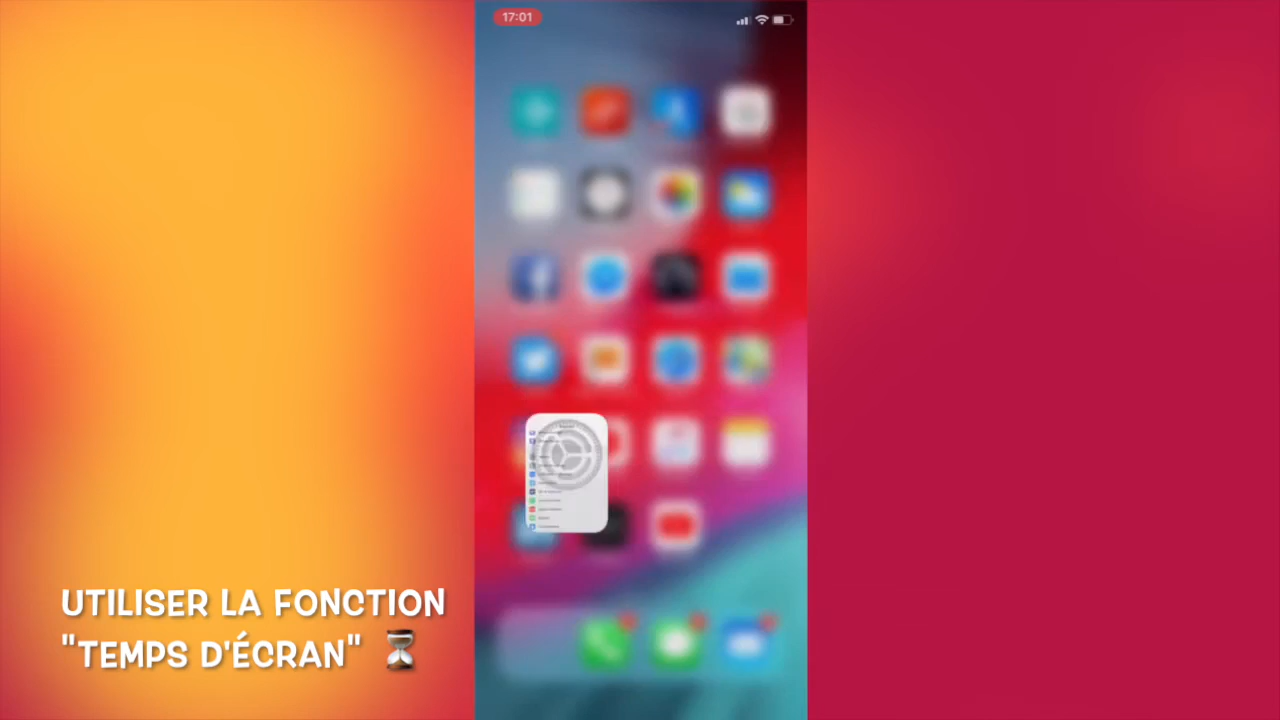 17:01
UTILISER LA FONCTION
"TEMPS D'ÉCRAN" ⏳